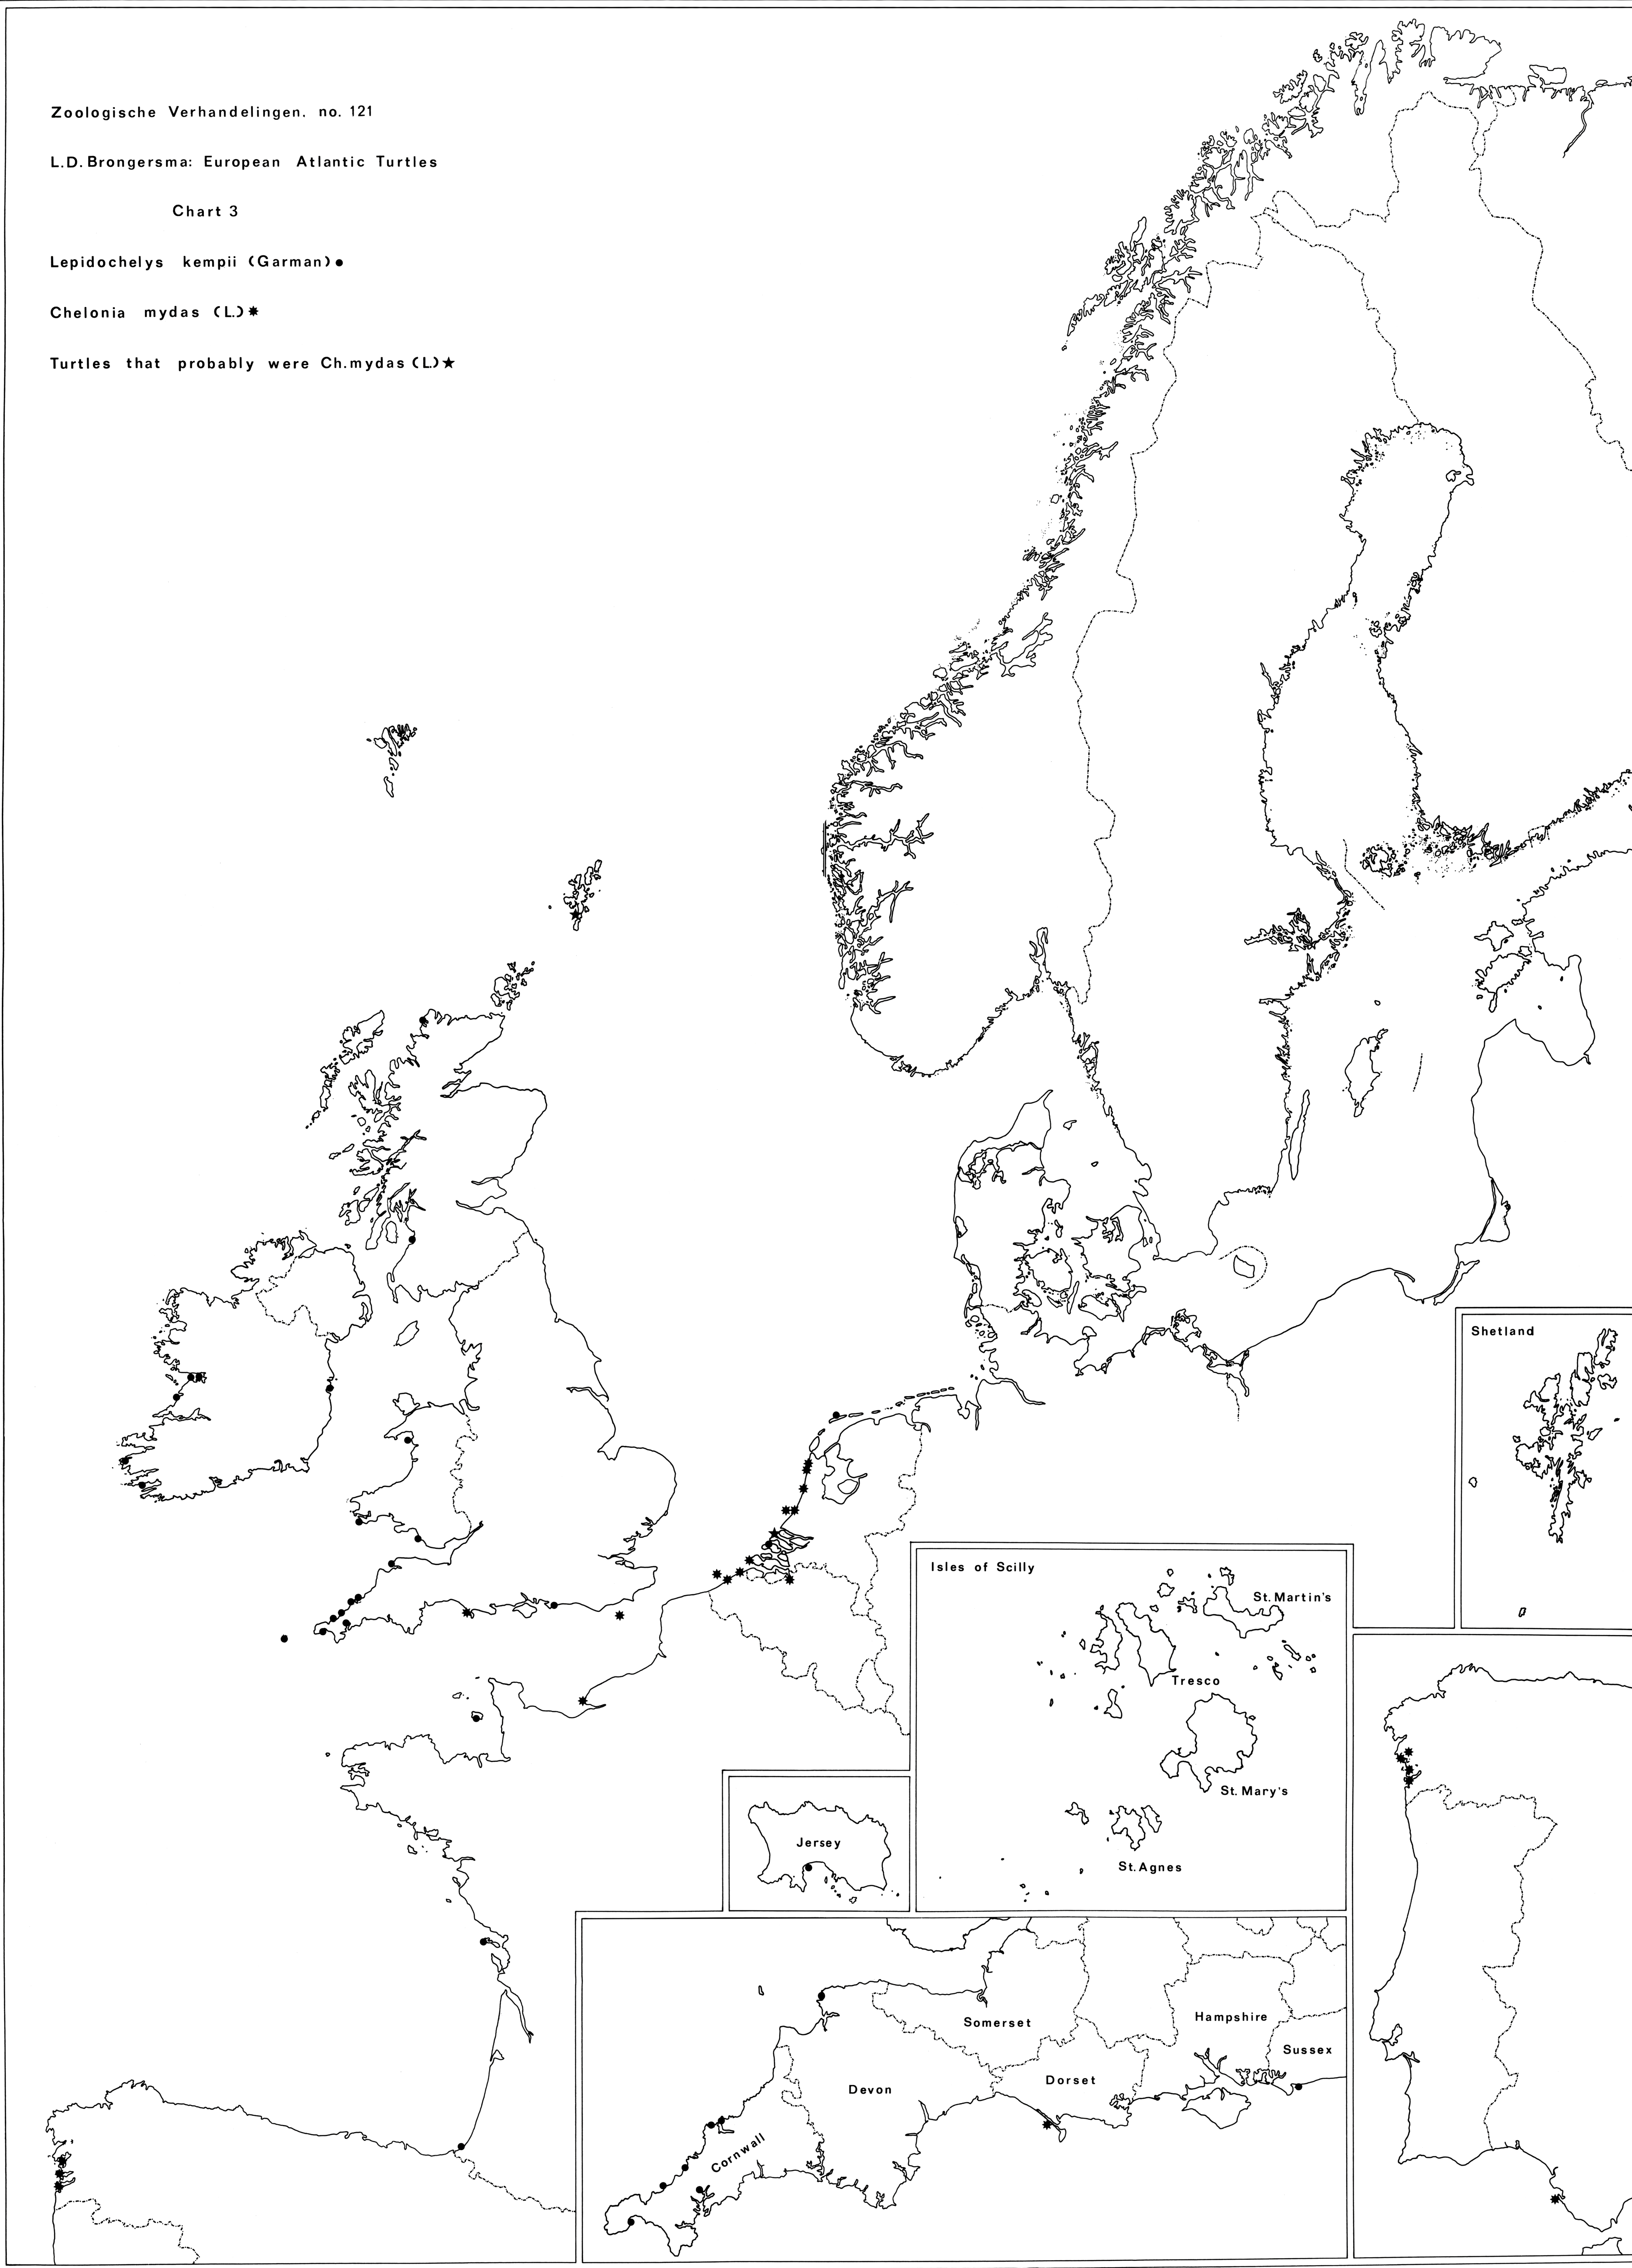 Zoologische Verhandelingen. no. 121
L.D. Brongersma: European Atlantic Turtles
Chart 3
Lepidochelys kempii (Garman) ●
Chelonia mydas (L.) ✷
Turtles that probably were Ch. mydas (L) ★
Shetland
Isles of Scilly
St. Martin's
Tresco
St. Mary's
St. Agnes
Jersey
Somerset
Hampshire
Sussex
Dorset
Devon
Cornwall